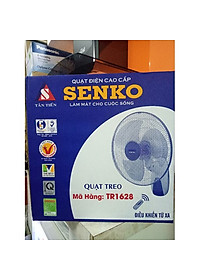 QUẠT ĐIỆN CAO CẤP
SENKO
LÀM MÁT CHO CUỘC SỐNG
TÂN TIẾN
QUẠT TREO
Mã Hàng: TR1628
ĐIỀU KHIỂN TỪ XA